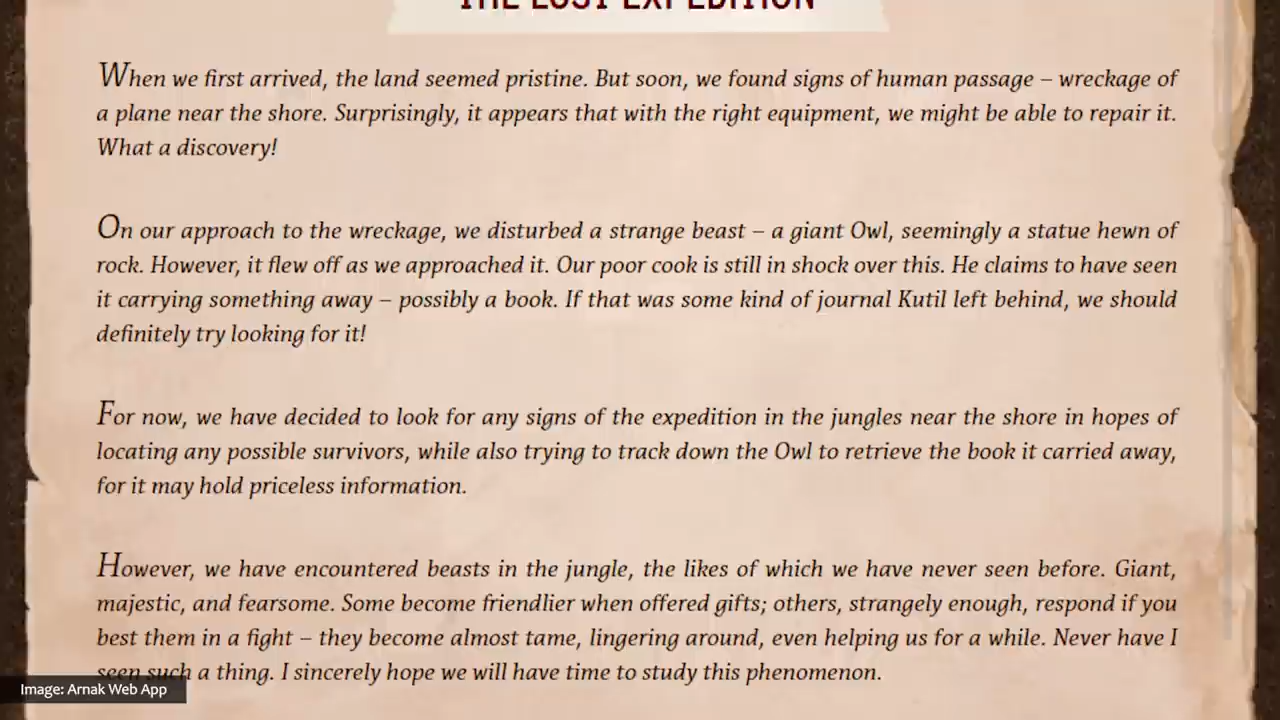 THE LOST EXPEDITION
When we first arrived, the land seemed pristine. But soon, we found signs of human passage – wreckage of
a plane near the shore. Surprisingly, it appears that with the right equipment, we might be able to repair it.
What a discovery!
On our approach to the wreckage, we disturbed a strange beast – a giant Owl, seemingly a statue hewn of
rock. However, it flew off as we approached it. Our poor cook is still in shock over this. He claims to have seen
it carrying something away – possibly a book. If that was some kind of journal Kutil left behind, we should
definitely try looking for it!
For now, we have decided to look for any signs of the expedition in the jungles near the shore in hopes of
locating any possible survivors, while also trying to track down the Owl to retrieve the book it carried away,
for it may hold priceless information.
However, we have encountered beasts in the jungle, the likes of which we have never seen before. Giant,
majestic, and fearsome. Some become friendlier when offered gifts; others, strangely enough, respond if you
best them in a fight – they become almost tame, lingering around, even helping us for a while. Never have I
seen such a thing. I sincerely hope we will have time to study this phenomenon.
Image: Arnak Web App